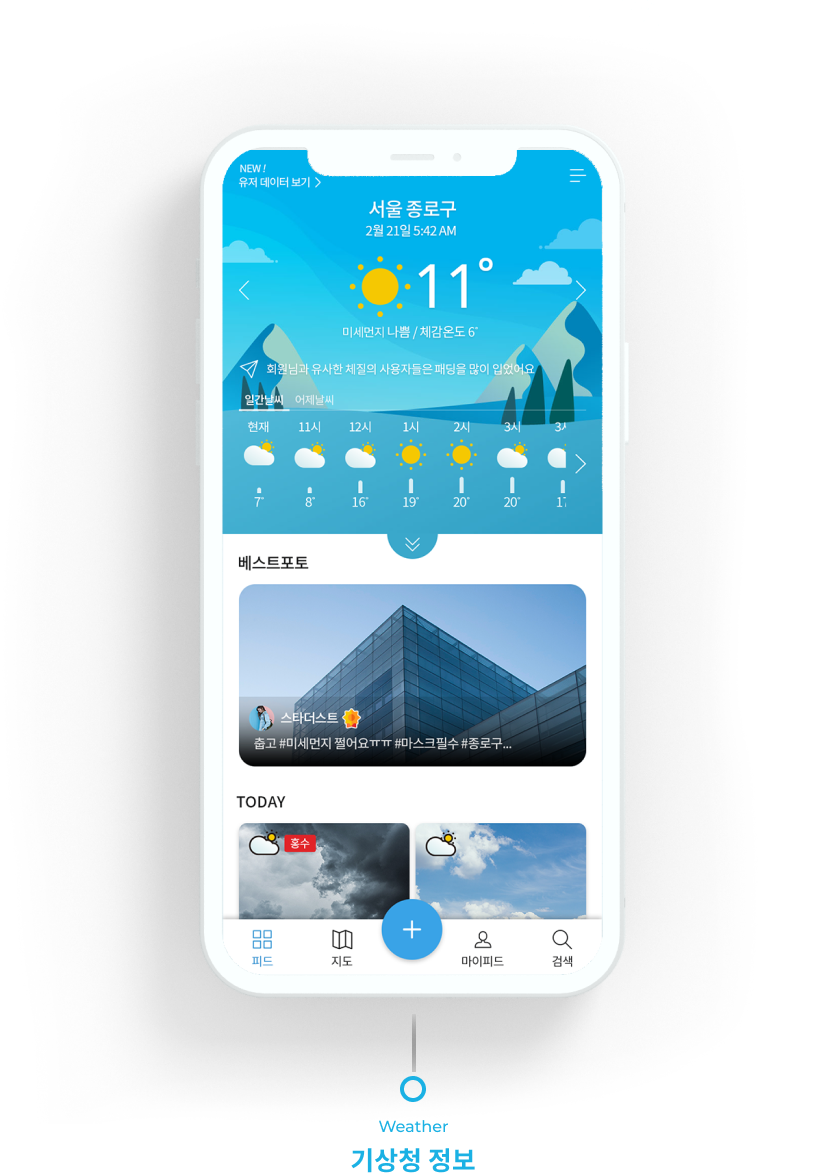 NEW !
유저 데이터 보기
서울 종로구
2월 21일 5:42 AM
11°
미세먼지 나쁨 / 체감온도 6°
회원님과 유사한 체질의 사용자들은 패딩을 많이 입었어요
일간날씨 어제날씨
현재 11시 12시 1시 2시 3시
7° 8° 16° 19° 20° 20°
베스트포토
스타더스트
춥고 #미세먼지 쩔어요ㅠㅠ #마스크필수 #종로구...
TODAY
홍수
피드 지도 마이피드 검색
Weather
기상청 정보